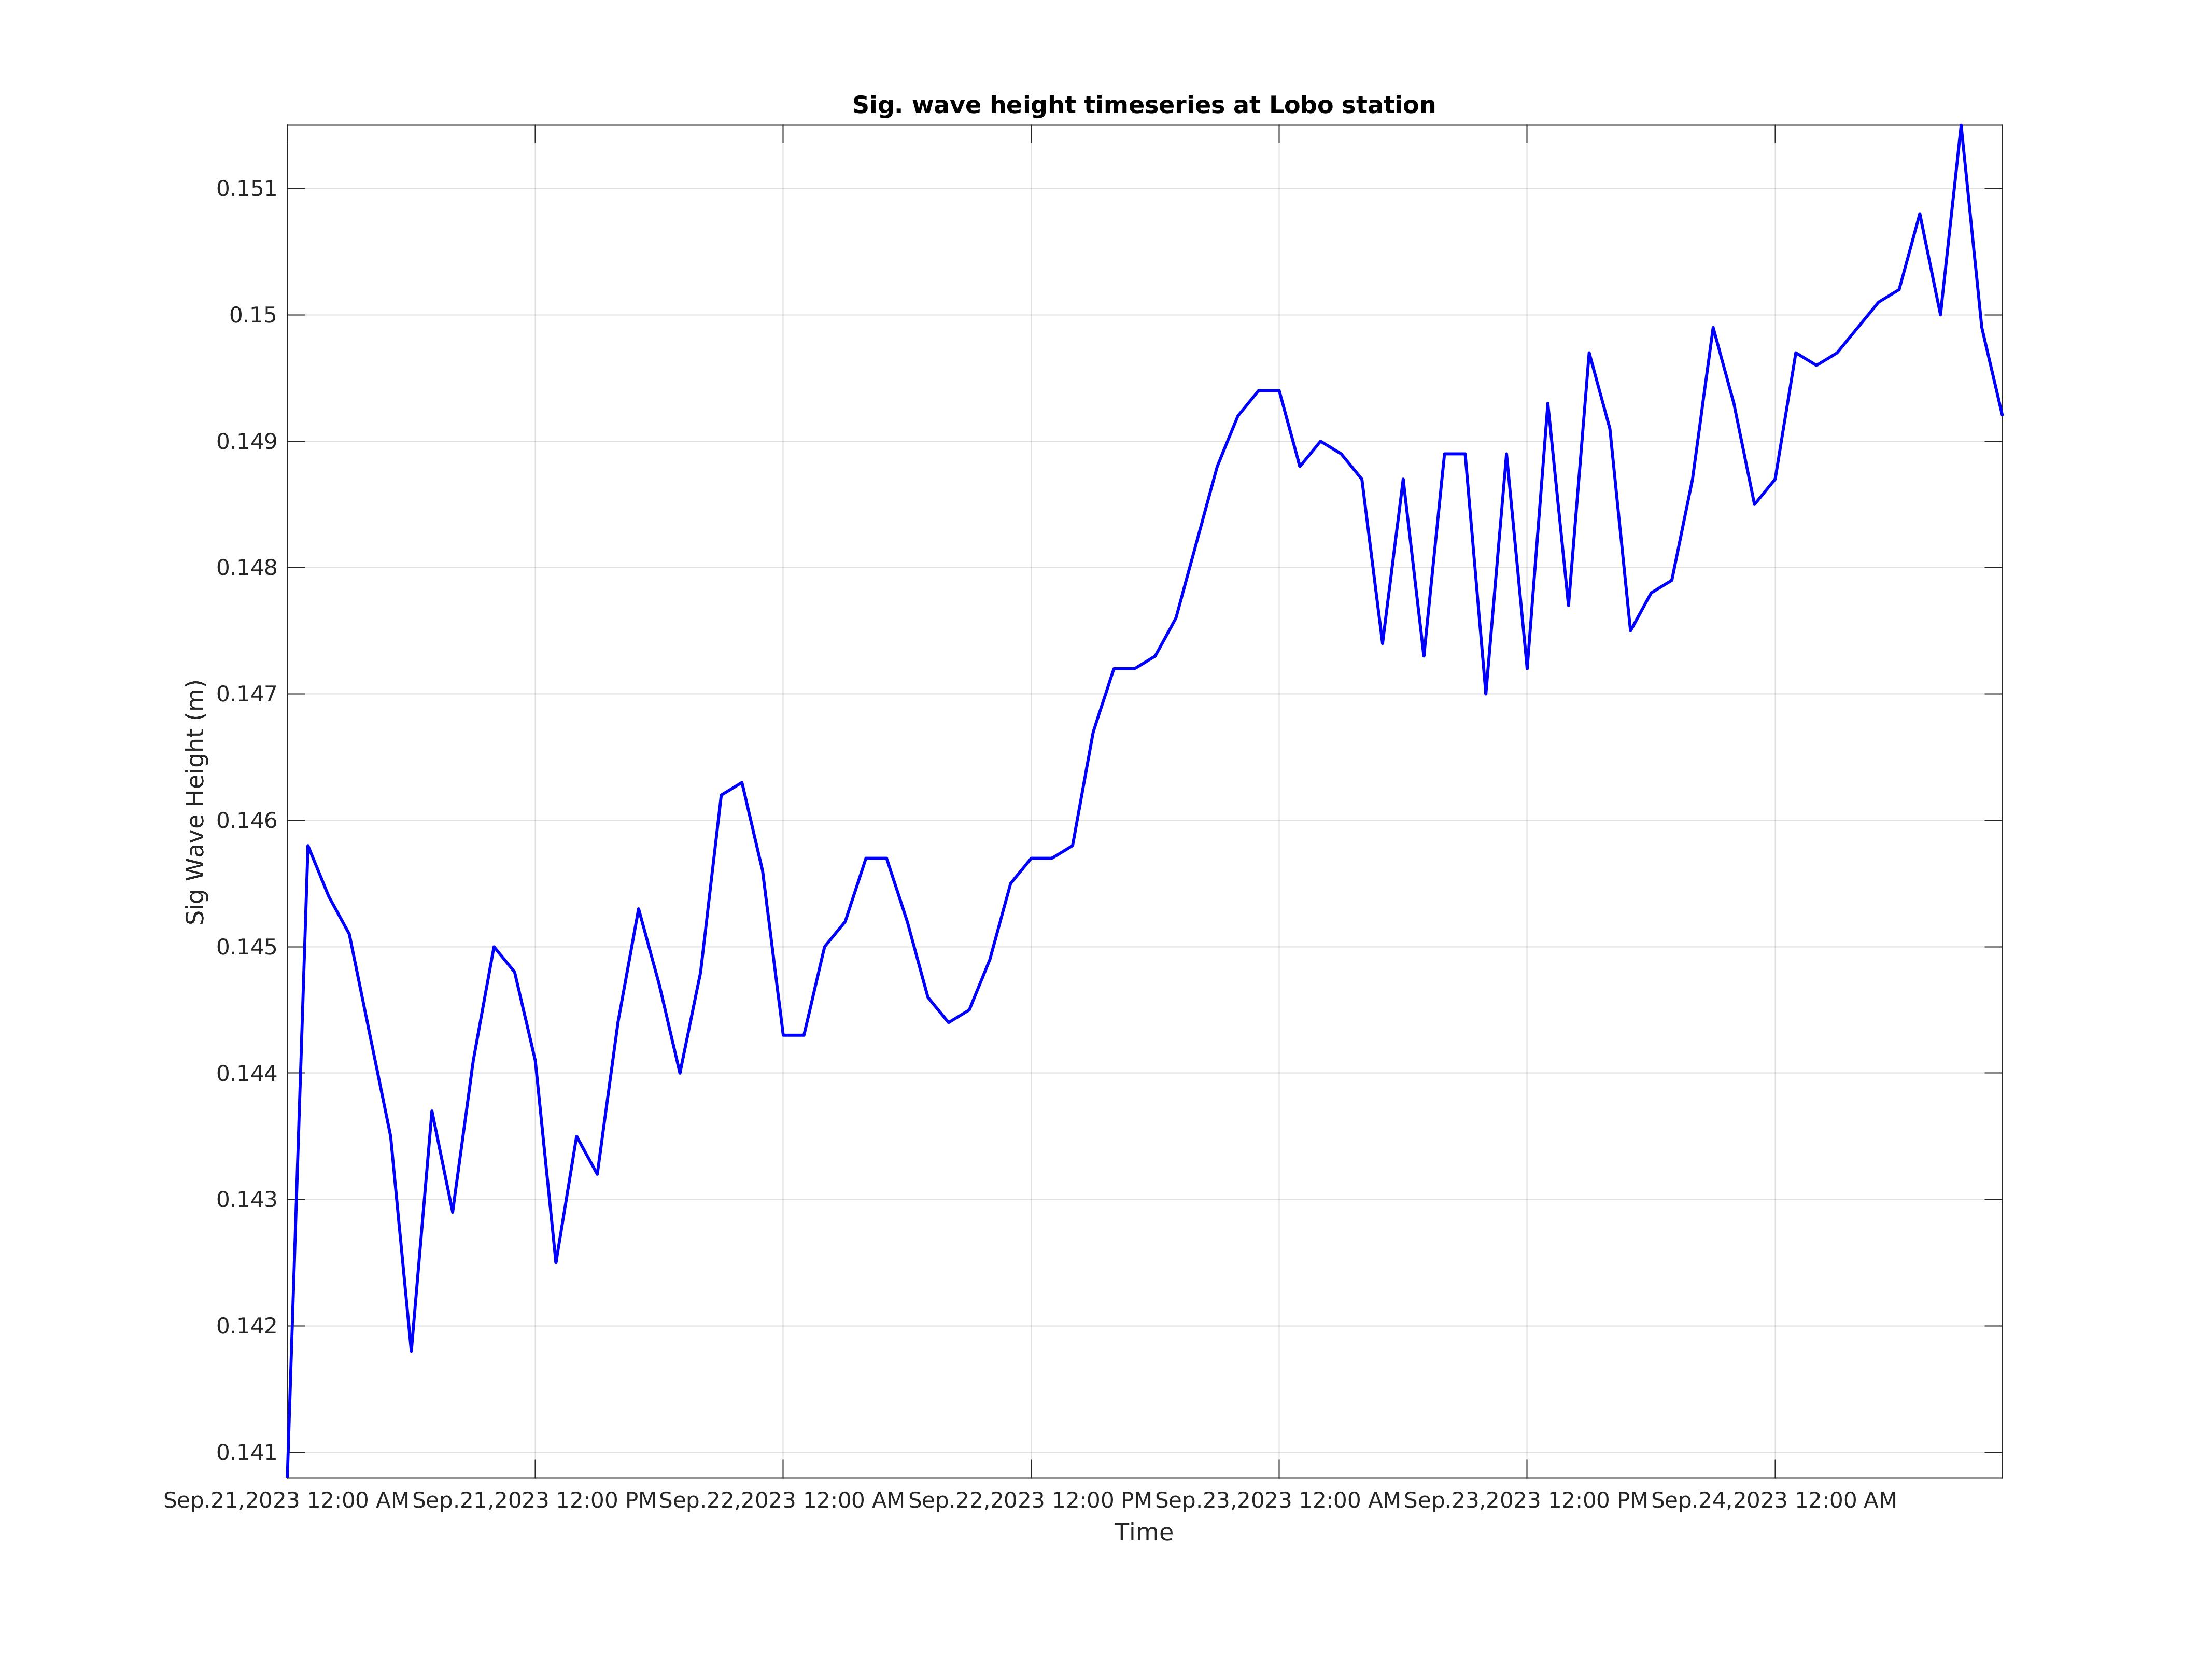 Sig. wave height timeseries at Lobo station
0.151
0.15
0.149
0.148
0.147
0.146
0.145
0.144
0.143
0.142
0.141
Sig Wave Height (m)
Sep.21,2023 12:00 AM Sep.21,2023 12:00 PM Sep.22,2023 12:00 AM Sep.22,2023 12:00 PM Sep.23,2023 12:00 AM Sep.23,2023 12:00 PM Sep.24,2023 12:00 AM
Time